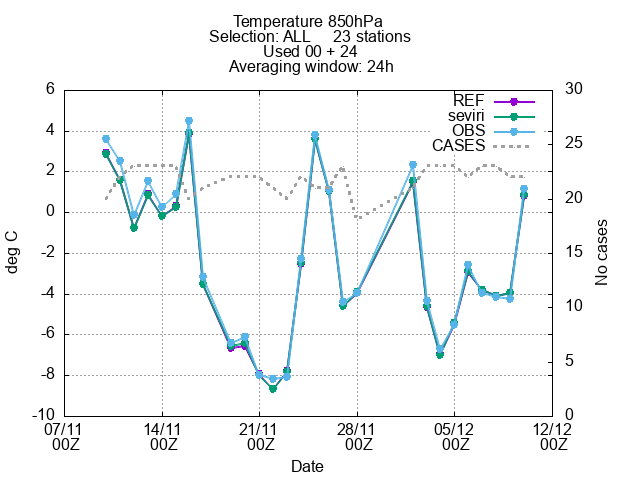 Temperature 850hPa
Selection: ALL 23 stations
Used 00 + 24
Averaging window: 24h
REF
seviri
OBS
CASES
6
4
2
0
-2
-4
-6
-8
-10
deg C
30
25
20
15
10
5
0
No cases
07/11 14/11 21/11 28/11 05/12 12/12
00Z 00Z 00Z 00Z 00Z 00Z
Date